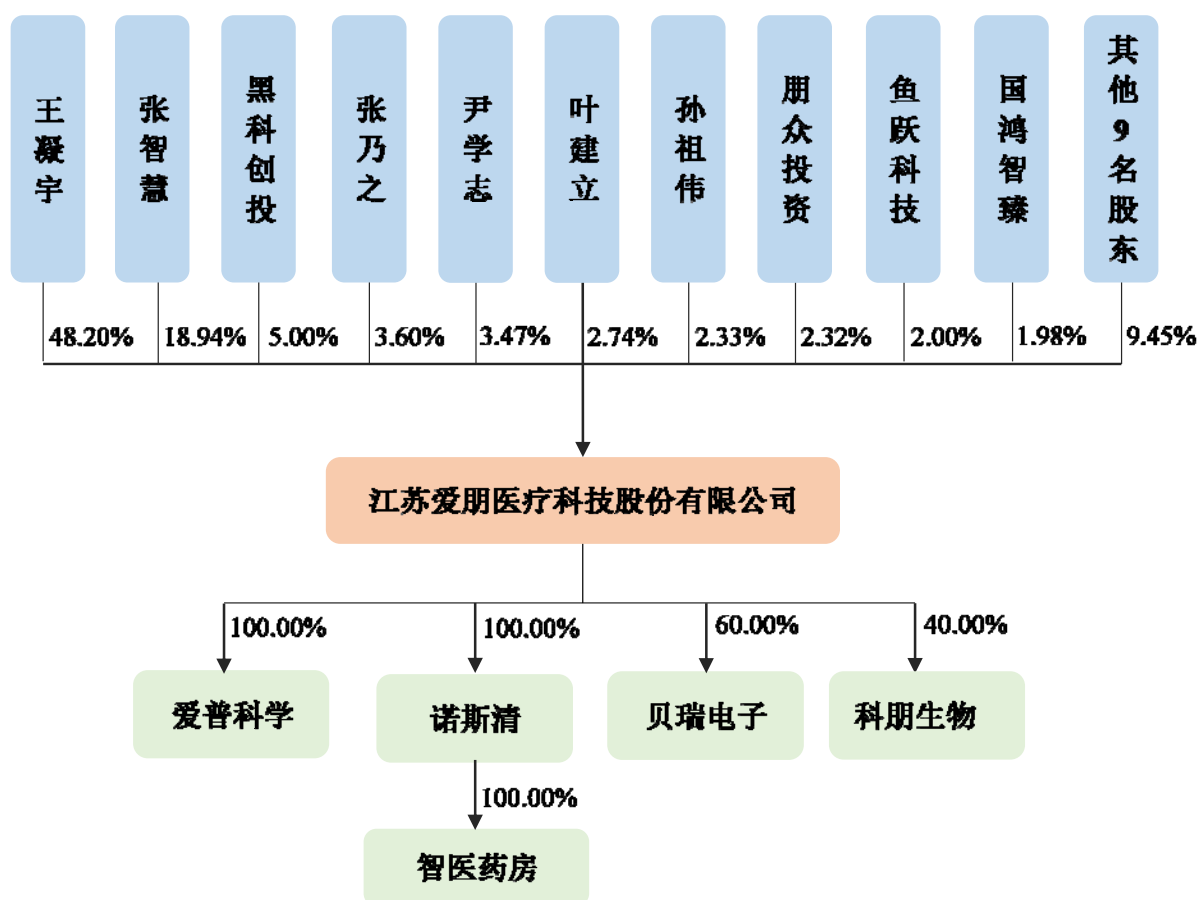 王凝宇
张智慧
黑科创投
张乃之
尹学志
叶建立
孙祖伟
朋众投资
鱼跃科技
国鸿智臻
其他9名股东
48.20%
18.94%
5.00%
3.60%
3.47%
2.74%
2.33%
2.32%
2.00%
1.98%
9.45%
江苏爱朋医疗科技股份有限公司
100.00%
100.00%
60.00%
40.00%
爱普科学
诺斯清
贝瑞电子
科朋生物
100.00%
智医药房